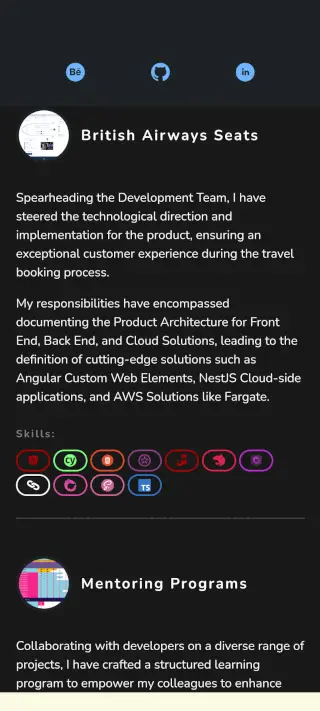 Bē
in
British Airways Seats
Spearheading the Development Team, I have
steered the technological direction and
implementation for the product, ensuring an
exceptional customer experience during the travel
booking process.
My responsibilities have encompassed
documenting the Product Architecture for Front
End, Back End, and Cloud Solutions, leading to the
definition of cutting-edge solutions such as
Angular Custom Web Elements, NestJS Cloud-side
applications, and AWS Solutions like Fargate.
Skills:
cy
TS
Mentoring Programs
Collaborating with developers on a diverse range of
projects, I have crafted a structured learning
program to empower my colleagues to enhance